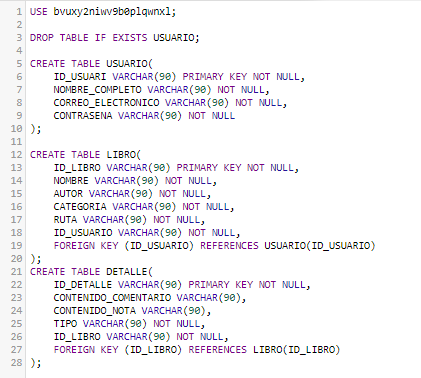 1 USE bvuxy2niwv9b0plqwnxl;
2
3 DROP TABLE IF EXISTS USUARIO;
4
5 CREATE TABLE USUARIO(
6 ID_USUARI VARCHAR(90) PRIMARY KEY NOT NULL,
7 NOMBRE_COMPLETO VARCHAR(90) NOT NULL,
8 CORREO_ELECTRONICO VARCHAR(90) NOT NULL,
9 CONTRASENA VARCHAR(90) NOT NULL
10 );
11
12 CREATE TABLE LIBRO(
13 ID_LIBRO VARCHAR(90) PRIMARY KEY NOT NULL,
14 NOMBRE VARCHAR(90) NOT NULL,
15 AUTOR VARCHAR(90) NOT NULL,
16 CATEGORIA VARCHAR(90) NOT NULL,
17 RUTA VARCHAR(90) NOT NULL,
18 ID_USUARIO VARCHAR(90) NOT NULL,
19 FOREIGN KEY (ID_USUARIO) REFERENCES USUARIO(ID_USUARIO)
20 );
21 CREATE TABLE DETALLE(
22 ID_DETALLE VARCHAR(90) PRIMARY KEY NOT NULL,
23 CONTENIDO_COMENTARIO VARCHAR(90),
24 CONTENIDO_NOTA VARCHAR(90),
25 TIPO VARCHAR(90) NOT NULL,
26 ID_LIBRO VARCHAR(90) NOT NULL,
27 FOREIGN KEY (ID_LIBRO) REFERENCES LIBRO(ID_LIBRO)
28 );